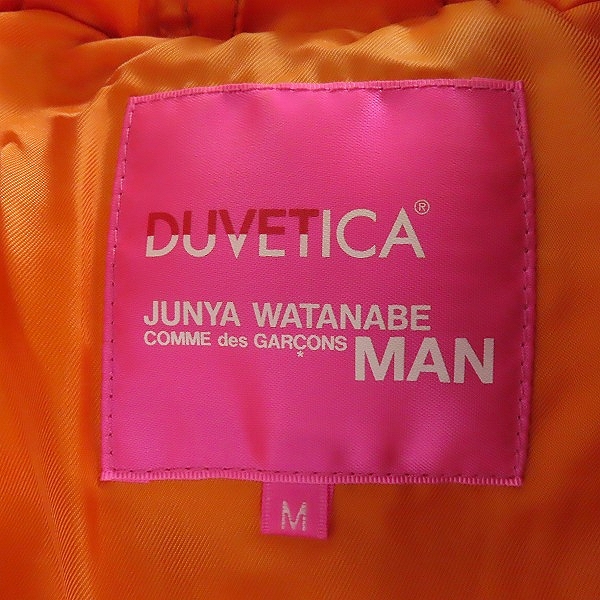 DUVETICA®
JUNYA WATANABE
COMME des GARÇONS MAN
*
M